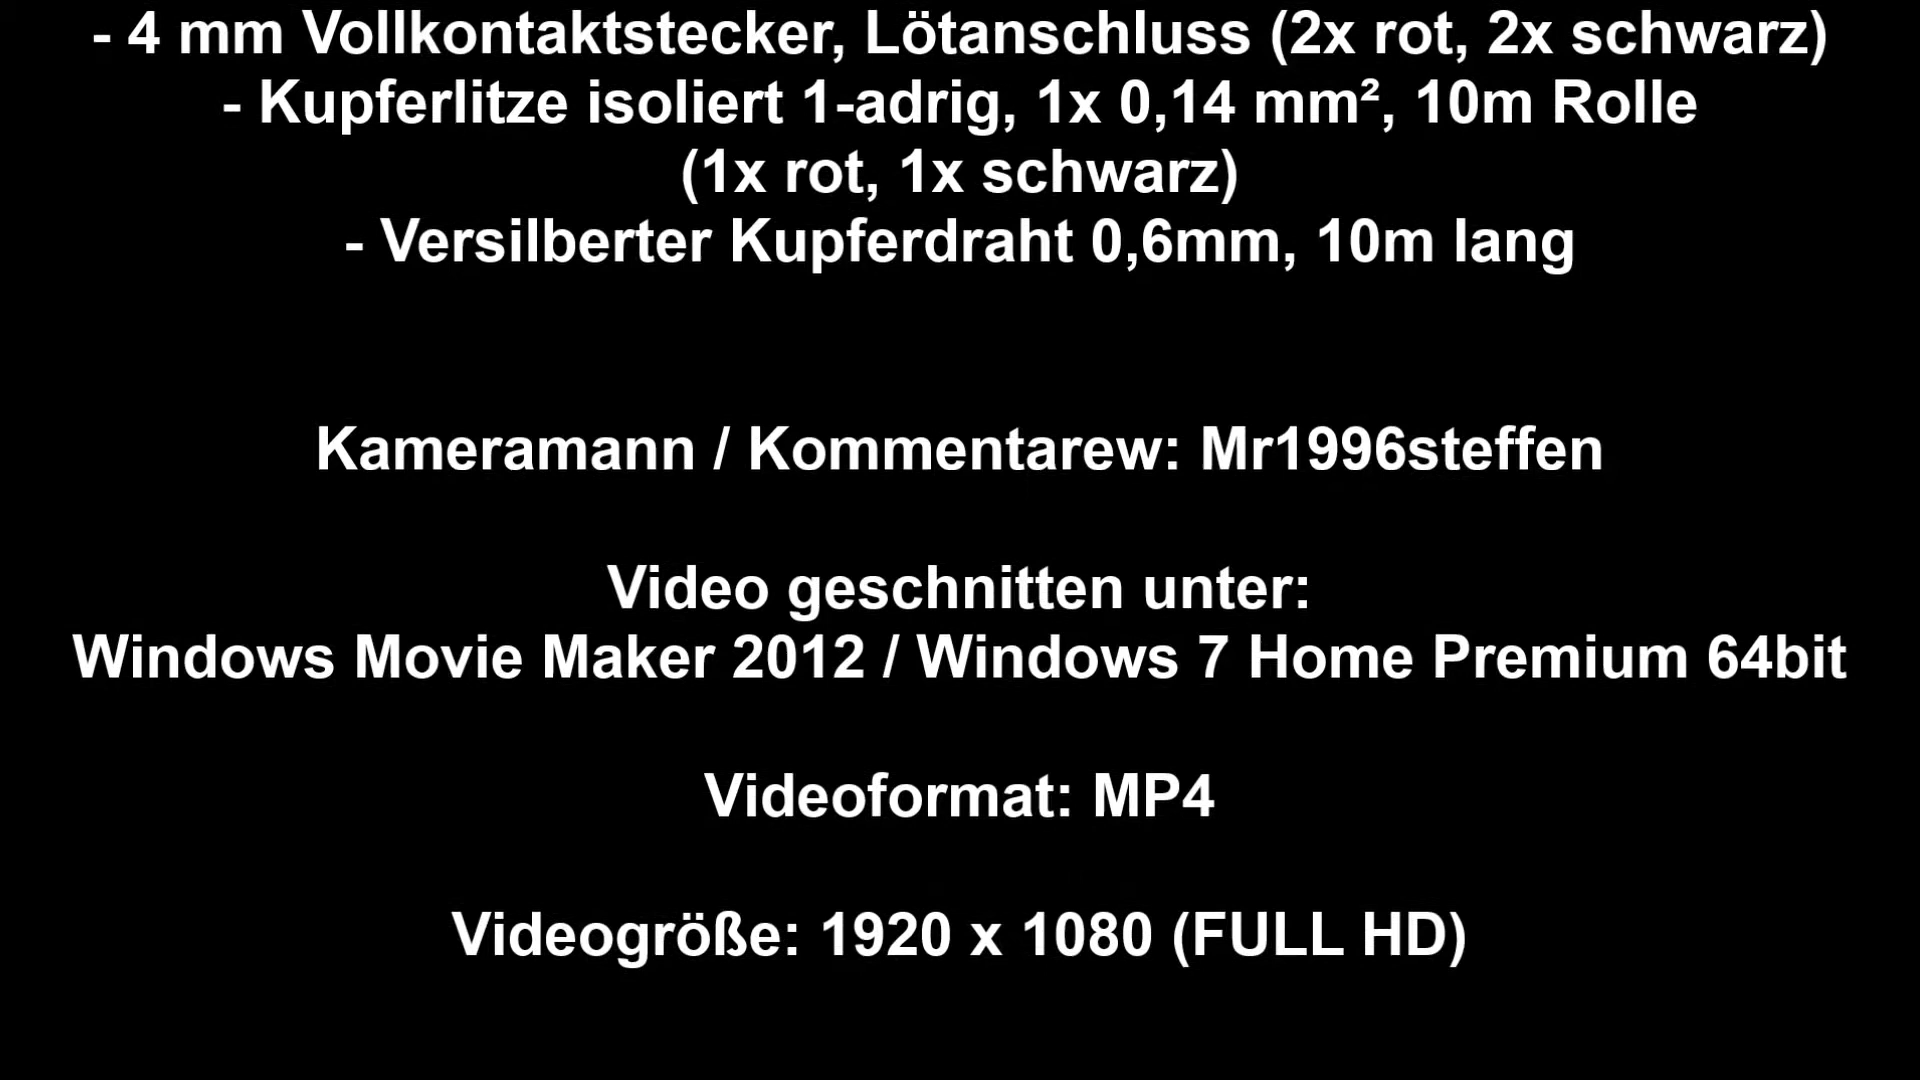 - 4 mm Vollkontaktstecker, Lötanschluss (2x rot, 2x schwarz)
- Kupferlitze isoliert 1-adrig, 1x 0,14 mm², 10m Rolle
(1x rot, 1x schwarz)
- Versilberter Kupferdraht 0,6mm, 10m lang
Kameramann / Kommentarew: Mr1996steffen
Video geschnitten unter:
Windows Movie Maker 2012 / Windows 7 Home Premium 64bit
Videoformat: MP4
Videogröße: 1920 x 1080 (FULL HD)